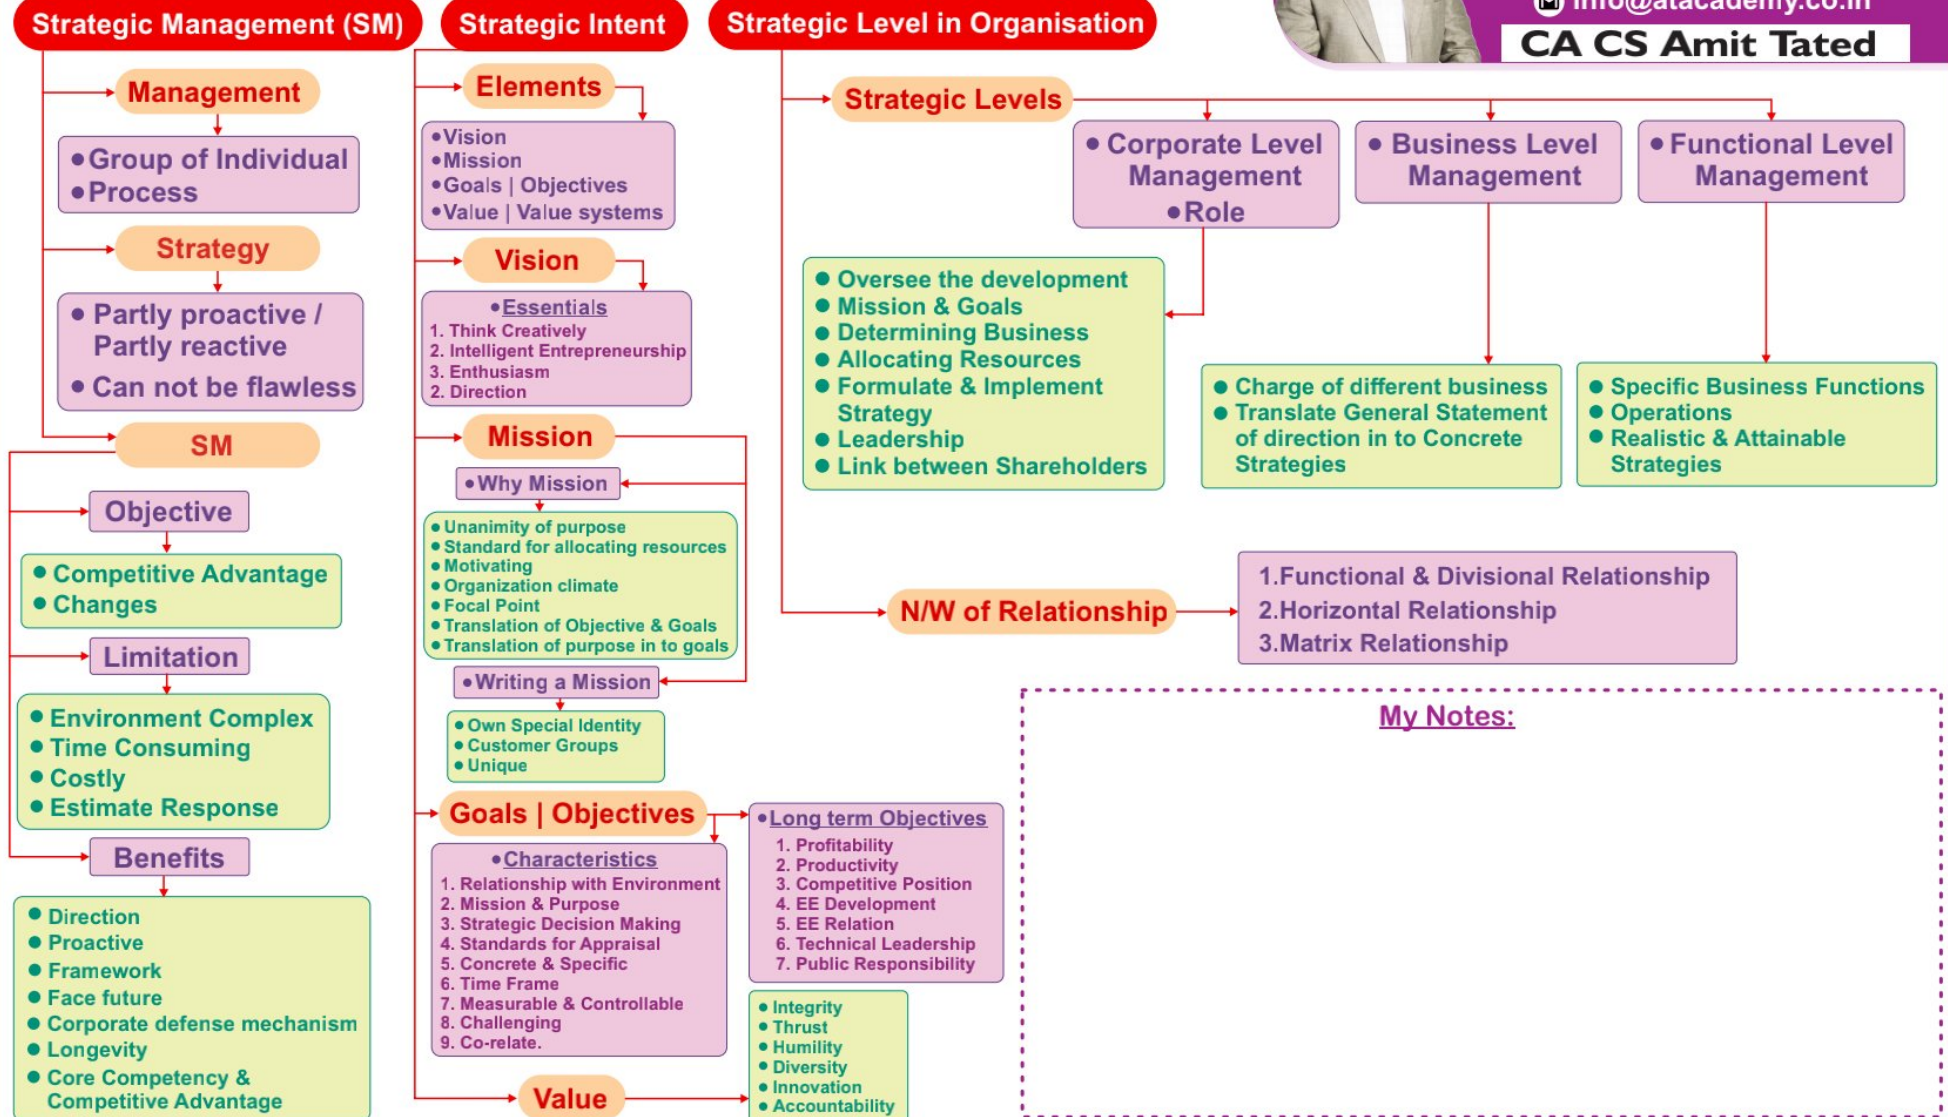 Strategic Management (SM)
Management
• Group of Individual
• Process
Strategy
• Partly proactive /
Partly reactive
• Can not be flawless
SM
Objective
• Competitive Advantage
• Changes
Limitation
• Environment Complex
• Time Consuming
• Costly
• Estimate Response
Benefits
• Direction
• Proactive
• Framework
• Face future
• Corporate defense mechanism
• Longevity
• Core Competency &
Competitive Advantage
Strategic Intent
Elements
• Vision
• Mission
• Goals | Objectives
• Value | Value systems
Vision
• Essentials
1. Think Creatively
2. Intelligent Entrepreneurship
3. Enthusiasm
2. Direction
Mission
• Why Mission
• Unanimity of purpose
• Standard for allocating resources
• Motivating
• Organization climate
• Focal Point
• Translation of Objective & Goals
• Translation of purpose in to goals
• Writing a Mission
• Own Special Identity
• Customer Groups
• Unique
Goals | Objectives
• Characteristics
1. Relationship with Environment
2. Mission & Purpose
3. Strategic Decision Making
4. Standards for Appraisal
5. Concrete & Specific
6. Time Frame
7. Measurable & Controllable
8. Challenging
9. Co-relate.
• Long term Objectives
1. Profitability
2. Productivity
3. Competitive Position
4. EE Development
5. EE Relation
6. Technical Leadership
7. Public Responsibility
Value
• Integrity
• Thrust
• Humility
• Diversity
• Innovation
• Accountability
Strategic Level in Organisation
Strategic Levels
• Corporate Level
Management
• Role
• Oversee the development
• Mission & Goals
• Determining Business
• Allocating Resources
• Formulate & Implement
Strategy
• Leadership
• Link between Shareholders
• Business Level
Management
• Charge of different business
• Translate General Statement
of direction in to Concrete
Strategies
• Functional Level
Management
• Specific Business Functions
• Operations
• Realistic & Attainable
Strategies
N/W of Relationship
1.Functional & Divisional Relationship
2.Horizontal Relationship
3.Matrix Relationship
info@atacademy.co.in
CA CS Amit Tated
My Notes: